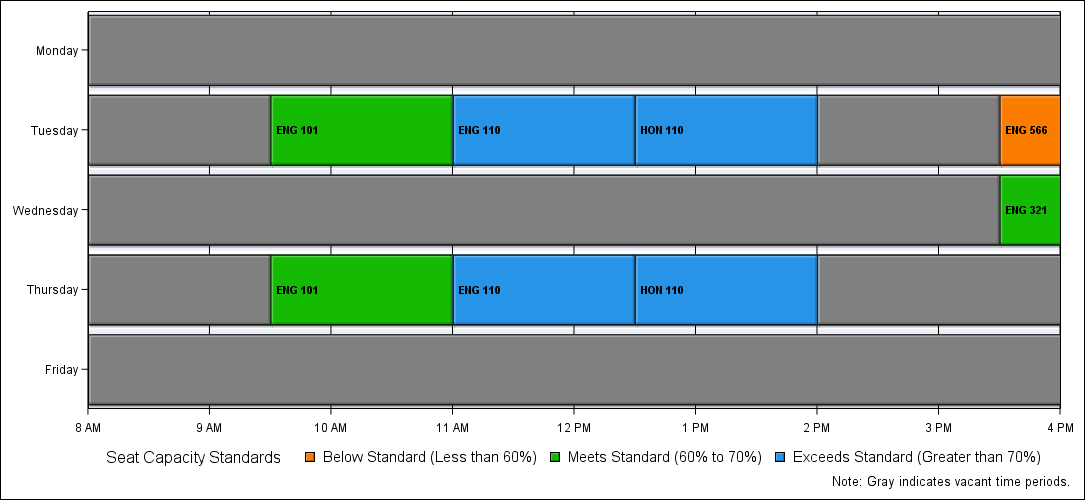 Monday
Tuesday
ENG 101
ENG 110
HON 110
ENG 566
Wednesday
ENG 321
Thursday
ENG 101
ENG 110
HON 110
Friday
8 AM 9 AM 10 AM 11 AM 12 PM 1 PM 2 PM 3 PM 4 PM
Seat Capacity Standards Below Standard (Less than 60%) Meets Standard (60% to 70%) Exceeds Standard (Greater than 70%)
Note: Gray indicates vacant time periods.